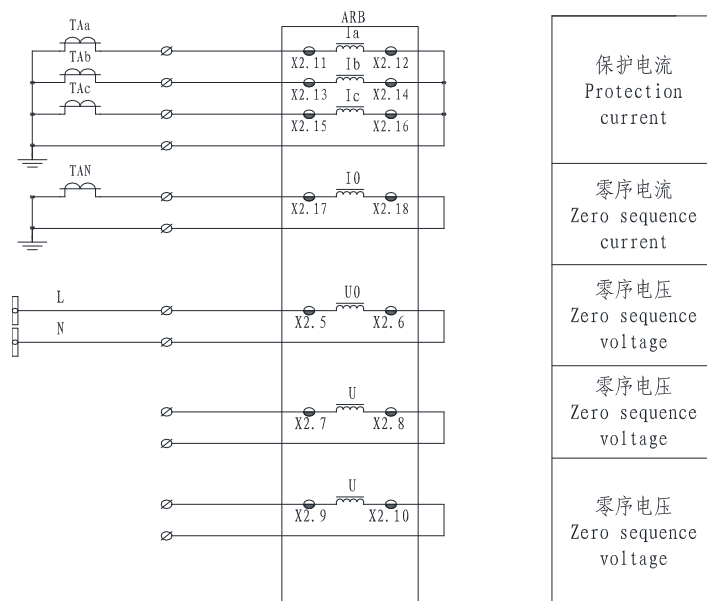 ARB
TAa
Ia
X2.11
X2.12
TAb
Ib
X2.13
X2.14
TAc
Ic
X2.15
X2.16
保护电流
Protection
current
TAN
I0
X2.17
X2.18
零序电流
Zero sequence
current
L
U0
X2.5
X2.6
N
零序电压
Zero sequence
voltage
U
X2.7
X2.8
零序电压
Zero sequence
voltage
U
X2.9
X2.10
零序电压
Zero sequence
voltage